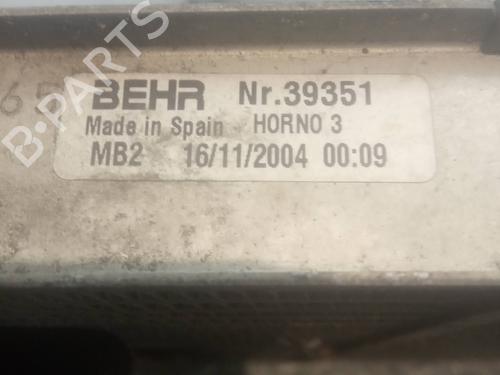 BEHR Nr.39351
Made in Spain HORNO 3
MB2 16/11/2004 00:09
B-PARTS